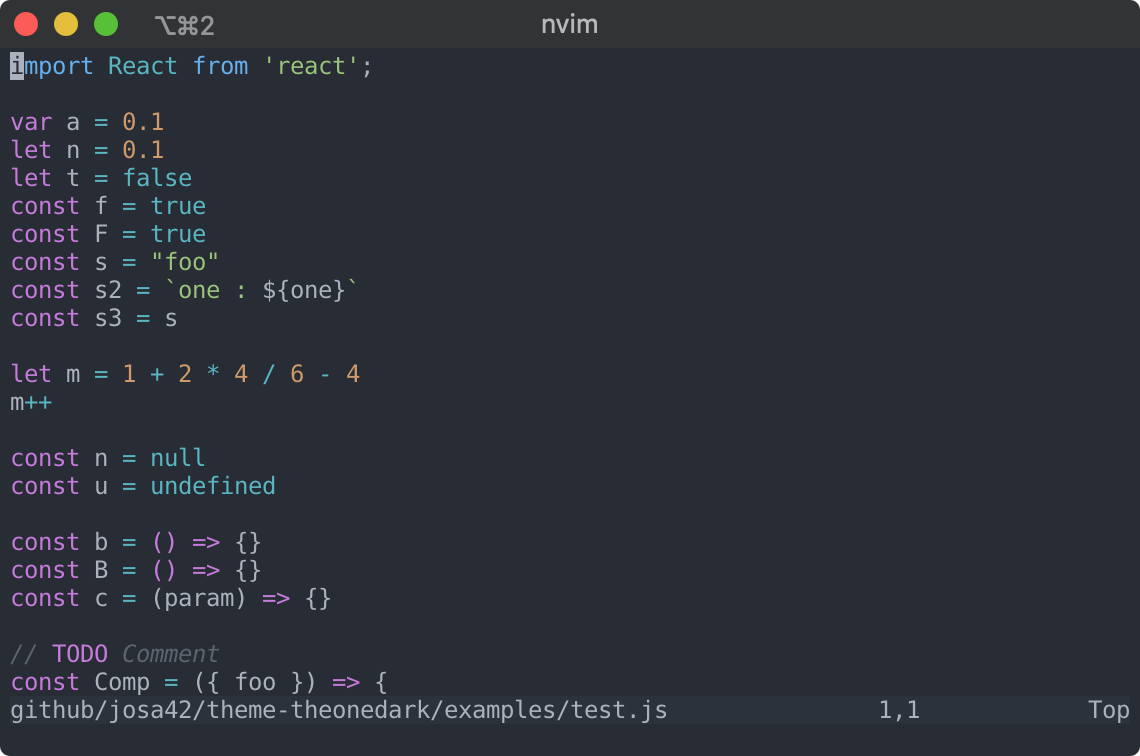 ⌥⌘2 nvim
import React from 'react';
var a = 0.1
let n = 0.1
let t = false
const f = true
const F = true
const s = "foo"
const s2 = `one : ${one}`
const s3 = s
let m = 1 + 2 * 4 / 6 - 4
m++
const n = null
const u = undefined
const b = () => {}
const B = () => {}
const c = (param) => {}
// TODO Comment
const Comp = ({ foo }) => {
github/josa42/theme-theonedark/examples/test.js 1,1 Top